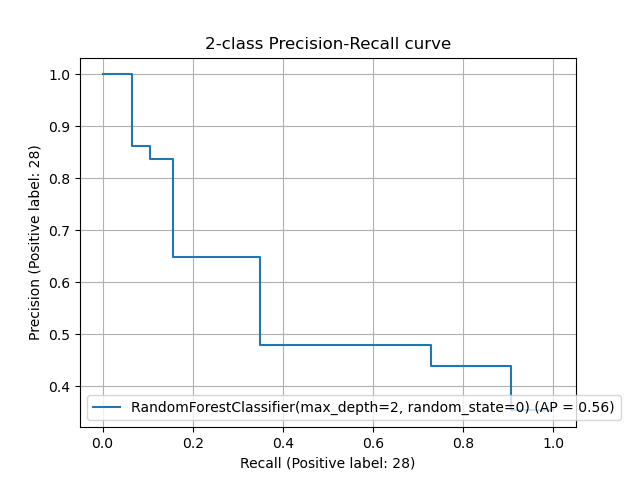 2-class Precision-Recall curve
1.0
0.9
0.8
0.7
0.6
0.5
0.4
Precision (Positive label: 28)
RandomForestClassifier(max_depth=2, random_state=0) (AP = 0.56)
0.0 0.2 0.4 0.6 0.8 1.0
Recall (Positive label: 28)